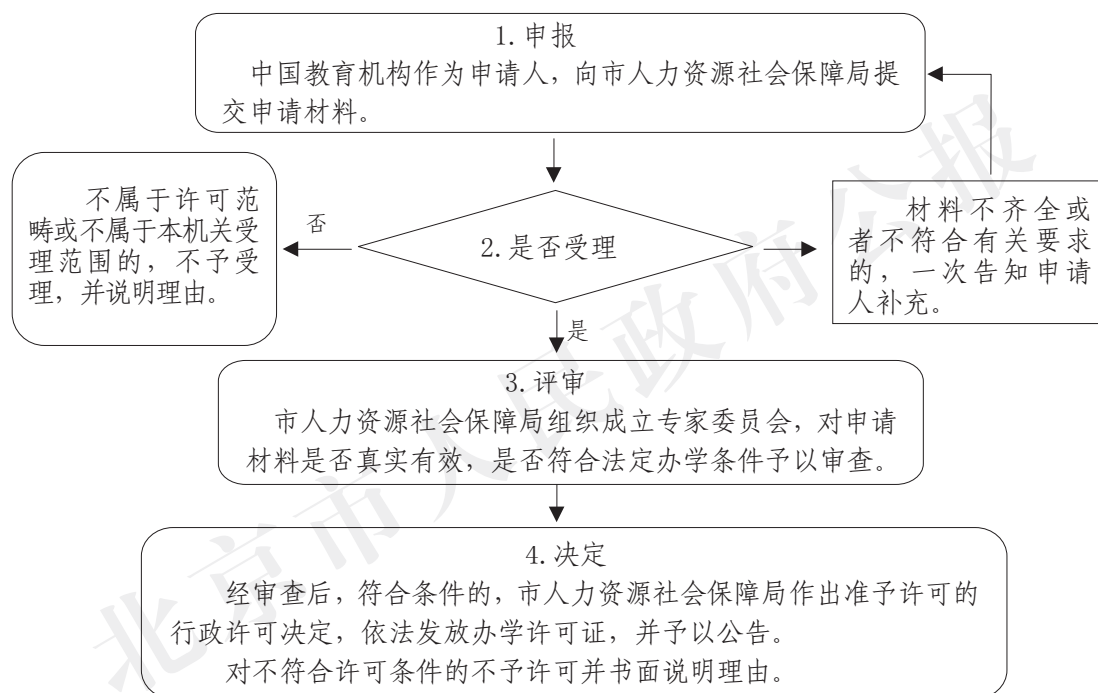 1.申报
中国教育机构作为申请人，向市人力资源社会保障局提
交申请材料。
不属于许可范
畴或不属于本机关受
理范围的，不予受
理，并说明理由。
否
2.是否受理
材料不齐全或
者不符合有关要求
的，一次告知申请
人补充。
是
3.评审
市人力资源社会保障局组织成立专家委员会，对申请
材料是否真实有效，是否符合法定办学条件予以审查。
4.决定
经审查后，符合条件的，市人力资源社会保障局作出准予许可的
行政许可决定，依法发放办学许可证，并予以公告。
对不符合许可条件的不予许可并书面说明理由。
北京市人民政府公报